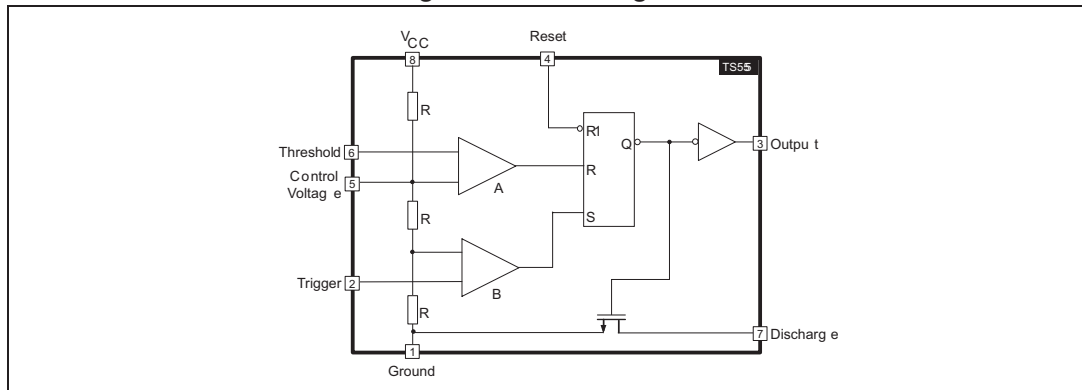 VCC
Reset
8
4
TS555
R
R1
Threshold
6
Q
3
Output
Control
5
R
Voltage
A
R
S
Trigger
2
B
R
7
Discharge
1
Ground